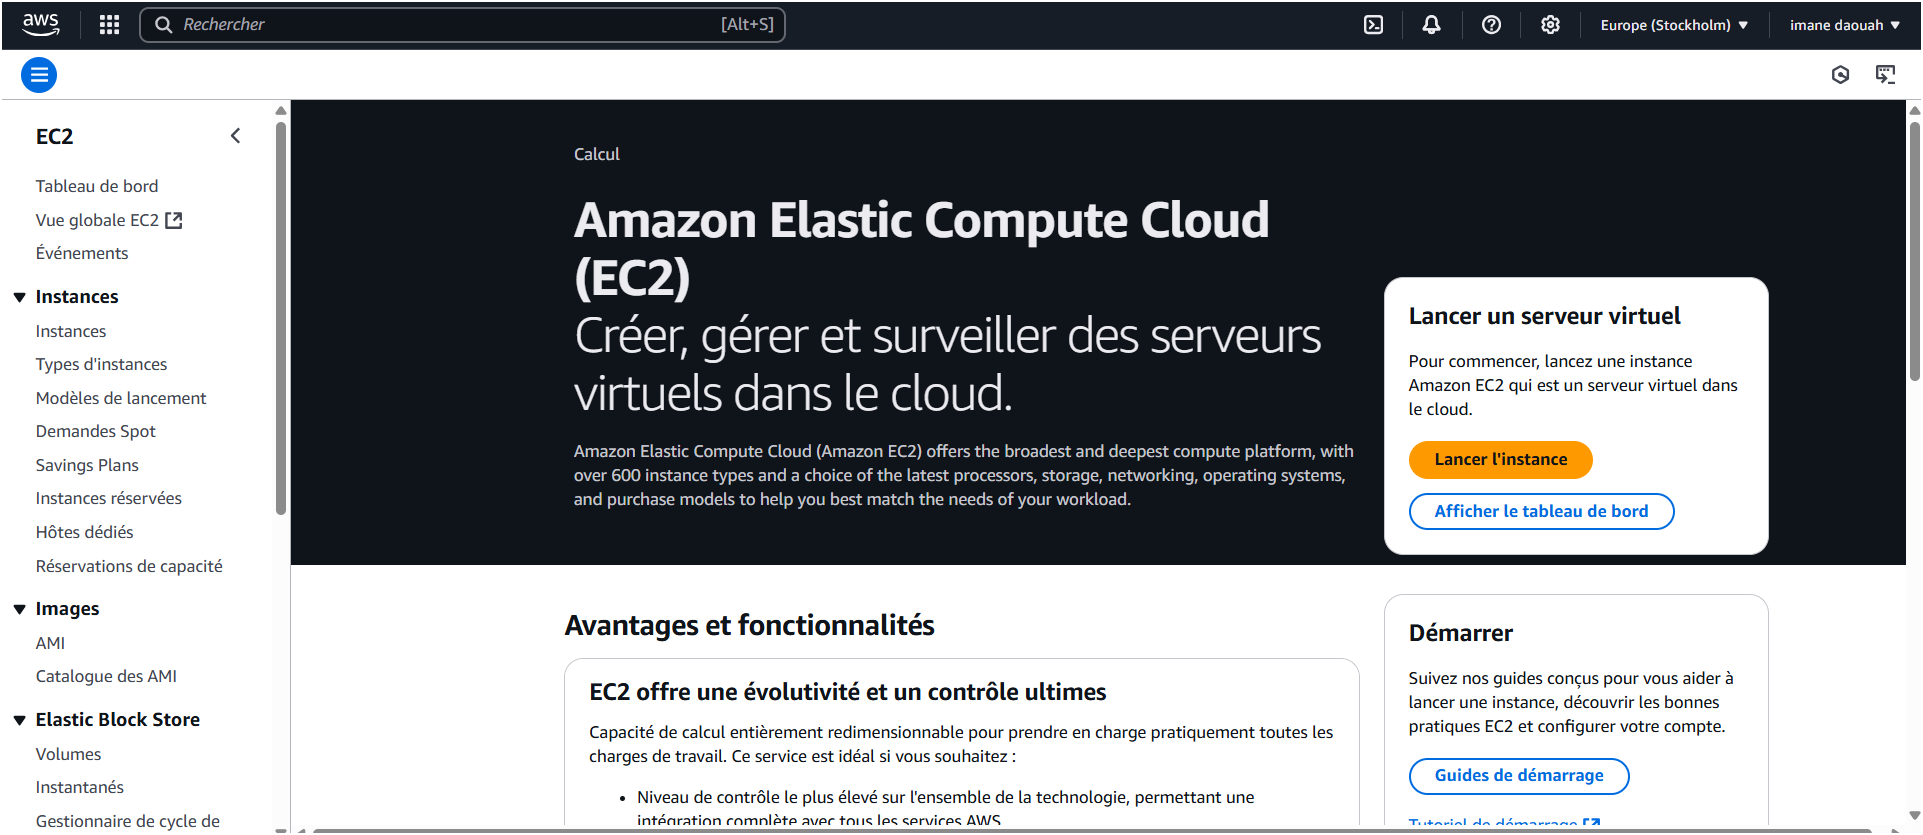 aws
Rechercher
[Alt+S]
Europe (Stockholm)
imane daouah
EC2
Tableau de bord
Vue globale EC2
Événements
Instances
Instances
Types d'instances
Modèles de lancement
Demandes Spot
Savings Plans
Instances réservées
Hôtes dédiés
Réservations de capacité
Images
AMI
Catalogue des AMI
Elastic Block Store
Volumes
Instantanés
Gestionnaire de cycle de
Calcul
Amazon Elastic Compute Cloud
(EC2)
Créer, gérer et surveiller des serveurs
virtuels dans le cloud.
Amazon Elastic Compute Cloud (Amazon EC2) offers the broadest and deepest compute platform, with
over 600 instance types and a choice of the latest processors, storage, networking, operating systems,
and purchase models to help you best match the needs of your workload.
Lancer un serveur virtuel
Pour commencer, lancez une instance
Amazon EC2 qui est un serveur virtuel dans
le cloud.
Lancer l'instance
Afficher le tableau de bord
Avantages et fonctionnalités
EC2 offre une évolutivité et un contrôle ultimes
Capacité de calcul entièrement redimensionnable pour prendre en charge pratiquement toutes les
charges de travail. Ce service est idéal si vous souhaitez :
• Niveau de contrôle le plus élevé sur l'ensemble de la technologie, permettant une
intégration complète avec tous les services AWS
Démarrer
Suivez nos guides conçus pour vous aider à
lancer une instance, découvrir les bonnes
pratiques EC2 et configurer votre compte.
Guides de démarrage
Tutoriel de démarrage